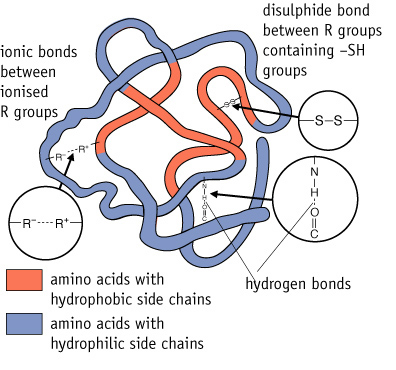 disulphide bond
between R groups
containing –SH
groups
ionic bonds
between
ionised
R groups
S–S
–S–S–
R⁻ R⁺
N
H
O
C
N
H
O
C
–R⁻----R⁺–
hydrogen bonds
amino acids with
hydrophobic side chains
amino acids with
hydrophilic side chains